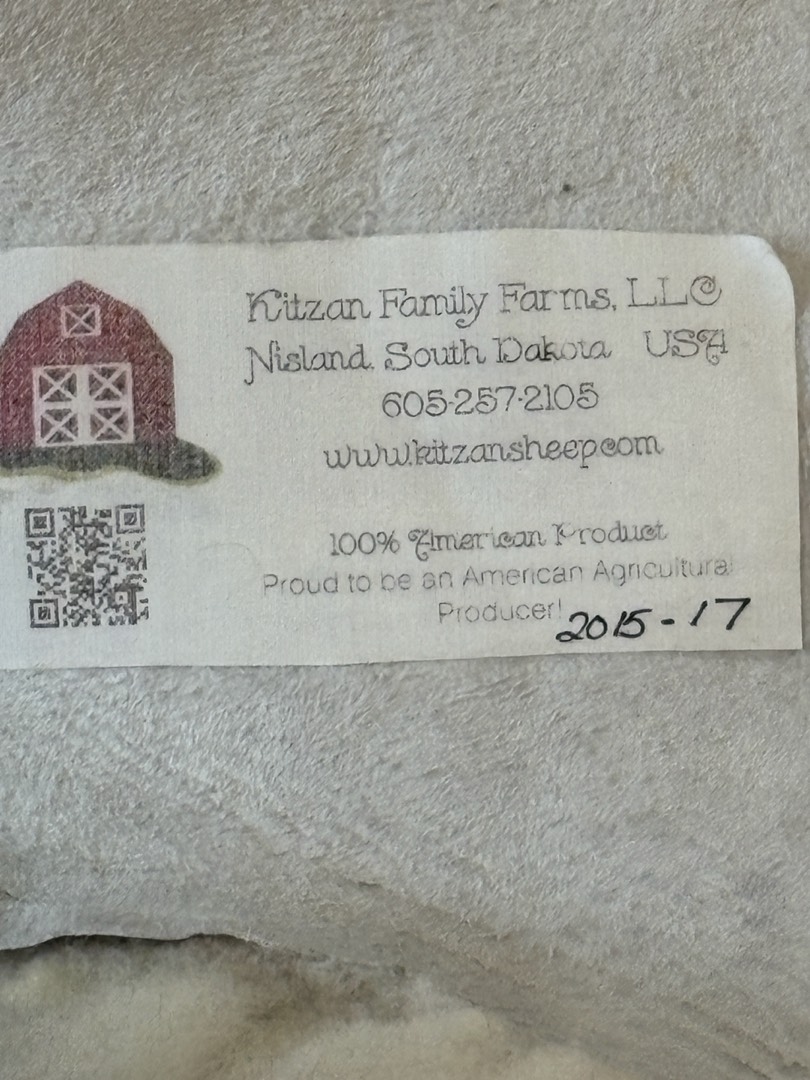 Kitzan Family Farms, LLC
Nisland, South Dakota USA
605-257-2105
www.kitzansheep.com
100% American Product
Proud to be an American Agricultural
Producer!
2015-17